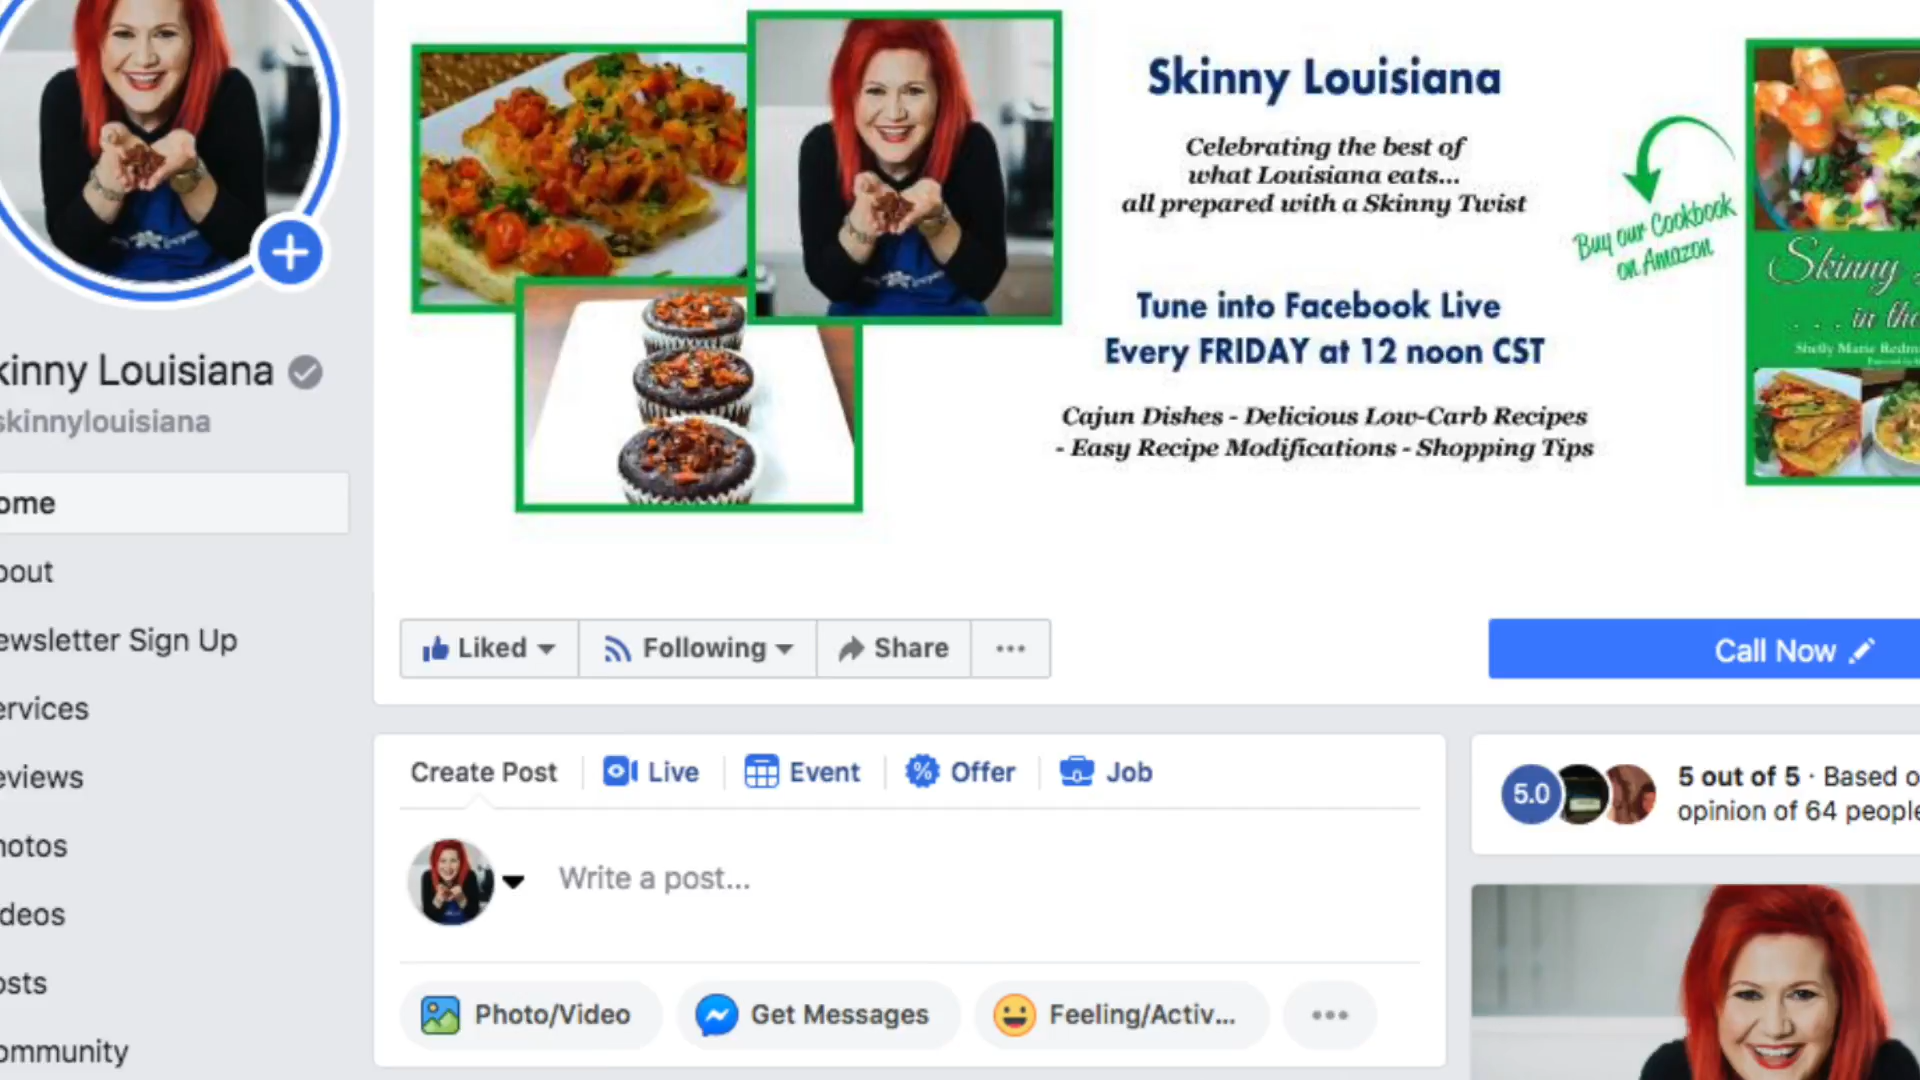 Skinny Louisiana
Celebrating the best of
what Louisiana eats...
all prepared with a Skinny Twist
Buy our Cookbook
on Amazon
Tune into Facebook Live
Every FRIDAY at 12 noon CST
Cajun Dishes - Delicious Low-Carb Recipes
- Easy Recipe Modifications - Shopping Tips
Skinny
... in the
Shelly Marie Redm
kinny Louisiana
skinnylouisiana
ome
bout
ewsletter Sign Up
ervices
eviews
hotos
ideos
osts
ommunity
Liked
Following
Share
Call Now
Create Post
Live
Event
Offer
Job
Write a post...
Photo/Video
Get Messages
Feeling/Activ...
5.0
5 out of 5 · Based o
opinion of 64 people